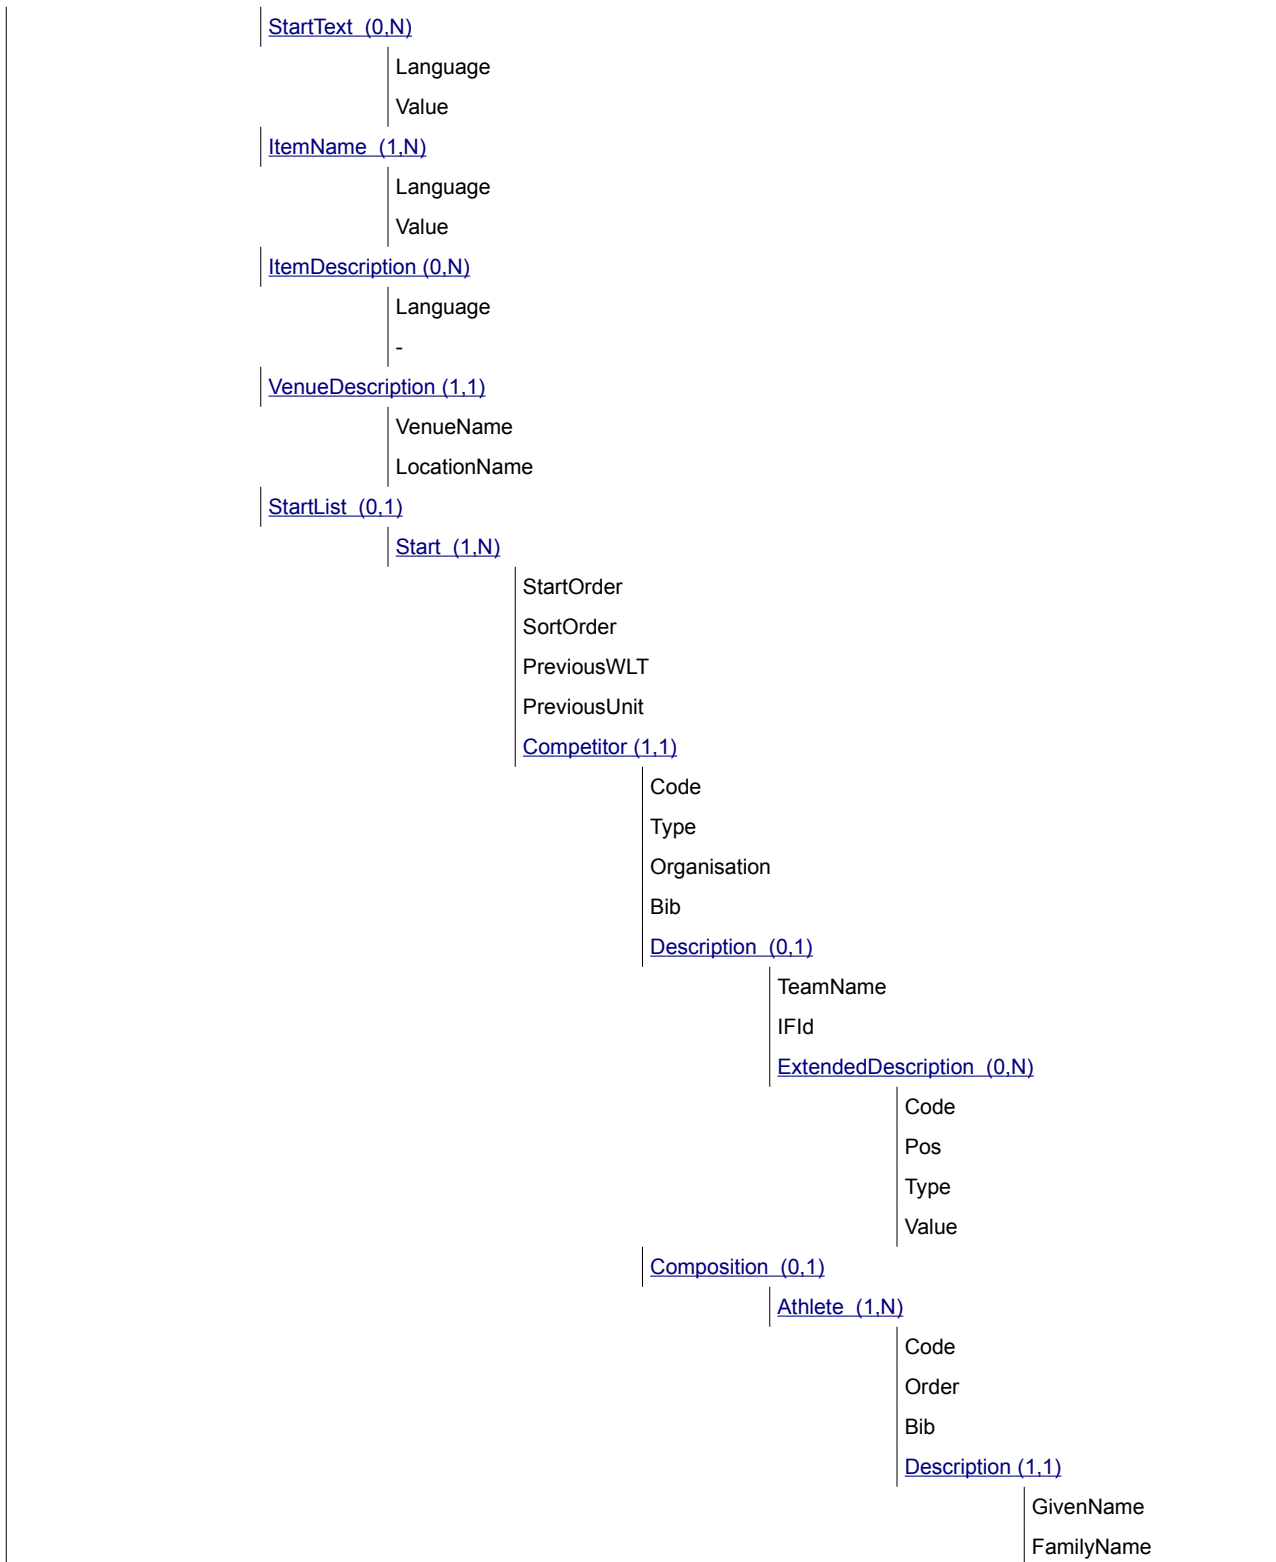 StartText (0,N)
Language
Value
ItemName (1,N)
Language
Value
ItemDescription (0,N)
Language
-
VenueDescription (1,1)
VenueName
LocationName
StartList (0,1)
Start (1,N)
StartOrder
SortOrder
PreviousWLT
PreviousUnit
Competitor (1,1)
Code
Type
Organisation
Bib
Description (0,1)
TeamName
IFId
ExtendedDescription (0,N)
Code
Pos
Type
Value
Composition (0,1)
Athlete (1,N)
Code
Order
Bib
Description (1,1)
GivenName
FamilyName